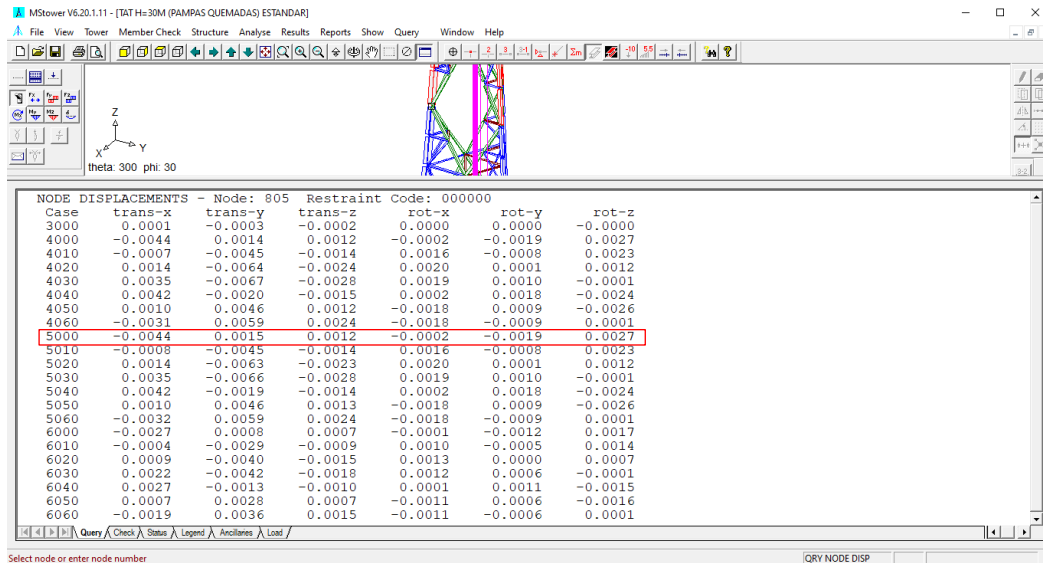 MStower V6.20.1.11 - [TAT H=30M (PAMPAS QUEMADAS) ESTANDAR]
File View Tower Member Check Structure Analyse Results Reports Show Query Window Help
Z
X Y
theta: 300 phi: 30
NODE DISPLACEMENTS - Node: 805 Restraint Code: 000000
Case trans-x trans-y trans-z rot-x rot-y rot-z
3000 0.0001 -0.0003 -0.0002 0.0000 0.0000 -0.0000
4000 -0.0044 0.0014 0.0012 -0.0002 -0.0019 0.0027
4010 -0.0007 -0.0045 -0.0014 0.0016 -0.0008 0.0023
4020 0.0014 -0.0064 -0.0024 0.0020 0.0001 0.0012
4030 0.0035 -0.0067 -0.0028 0.0019 0.0010 -0.0001
4040 0.0042 -0.0020 -0.0015 0.0002 0.0018 -0.0024
4050 0.0010 0.0046 0.0012 -0.0018 0.0009 -0.0026
4060 -0.0031 0.0059 0.0024 -0.0018 -0.0009 0.0001
5000 -0.0044 0.0015 0.0012 -0.0002 -0.0019 0.0027
5010 -0.0008 -0.0045 -0.0014 0.0016 -0.0008 0.0023
5020 0.0014 -0.0063 -0.0023 0.0020 0.0001 0.0012
5030 0.0035 -0.0066 -0.0028 0.0019 0.0010 -0.0001
5040 0.0042 -0.0019 -0.0014 0.0002 0.0018 -0.0024
5050 0.0010 0.0046 0.0013 -0.0018 0.0009 -0.0026
5060 -0.0032 0.0059 0.0024 -0.0018 -0.0009 0.0001
6000 -0.0027 0.0008 0.0007 -0.0001 -0.0012 0.0017
6010 -0.0004 -0.0029 -0.0009 0.0010 -0.0005 0.0014
6020 0.0009 -0.0040 -0.0015 0.0013 0.0000 0.0007
6030 0.0022 -0.0042 -0.0018 0.0012 0.0006 -0.0001
6040 0.0027 -0.0013 -0.0010 0.0001 0.0011 -0.0015
6050 0.0007 0.0028 0.0007 -0.0011 0.0006 -0.0016
6060 -0.0019 0.0036 0.0015 -0.0011 -0.0006 0.0001
Query Check Status Legend Ancillaries Load
Select node or enter node number QRY NODE DISP